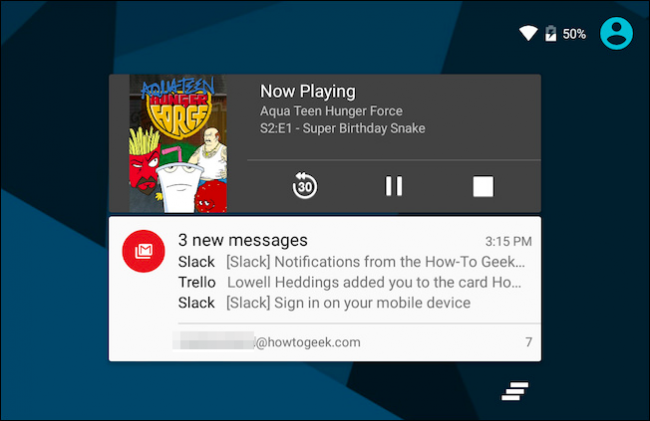 50%
AQUA TEEN
HUNGER
FORCE
Now Playing
Aqua Teen Hunger Force
S2:E1 - Super Birthday Snake
30
3 new messages 3:15 PM
Slack [Slack] Notifications from the How-To Geek...
Trello Lowell Heddings added you to the card Ho...
Slack [Slack] Sign in on your mobile device
@howtogeek.com 7